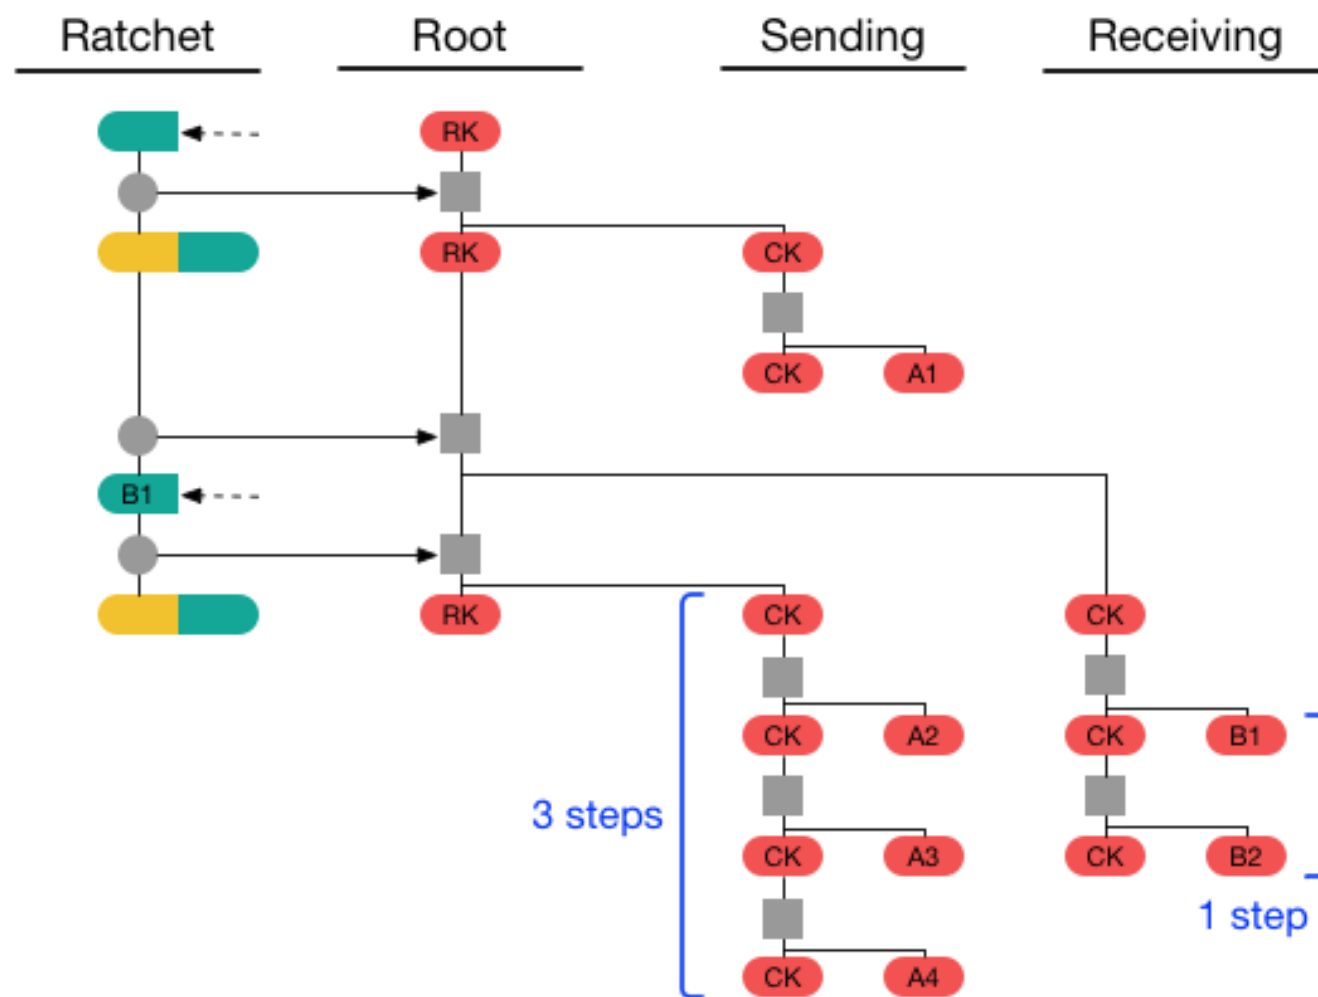 Ratchet Root Sending Receiving
RK
RK CK
CK A1
B1
RK CK CK
CK A2 CK B1
3 steps
CK A3 CK B2
1 step
CK A4